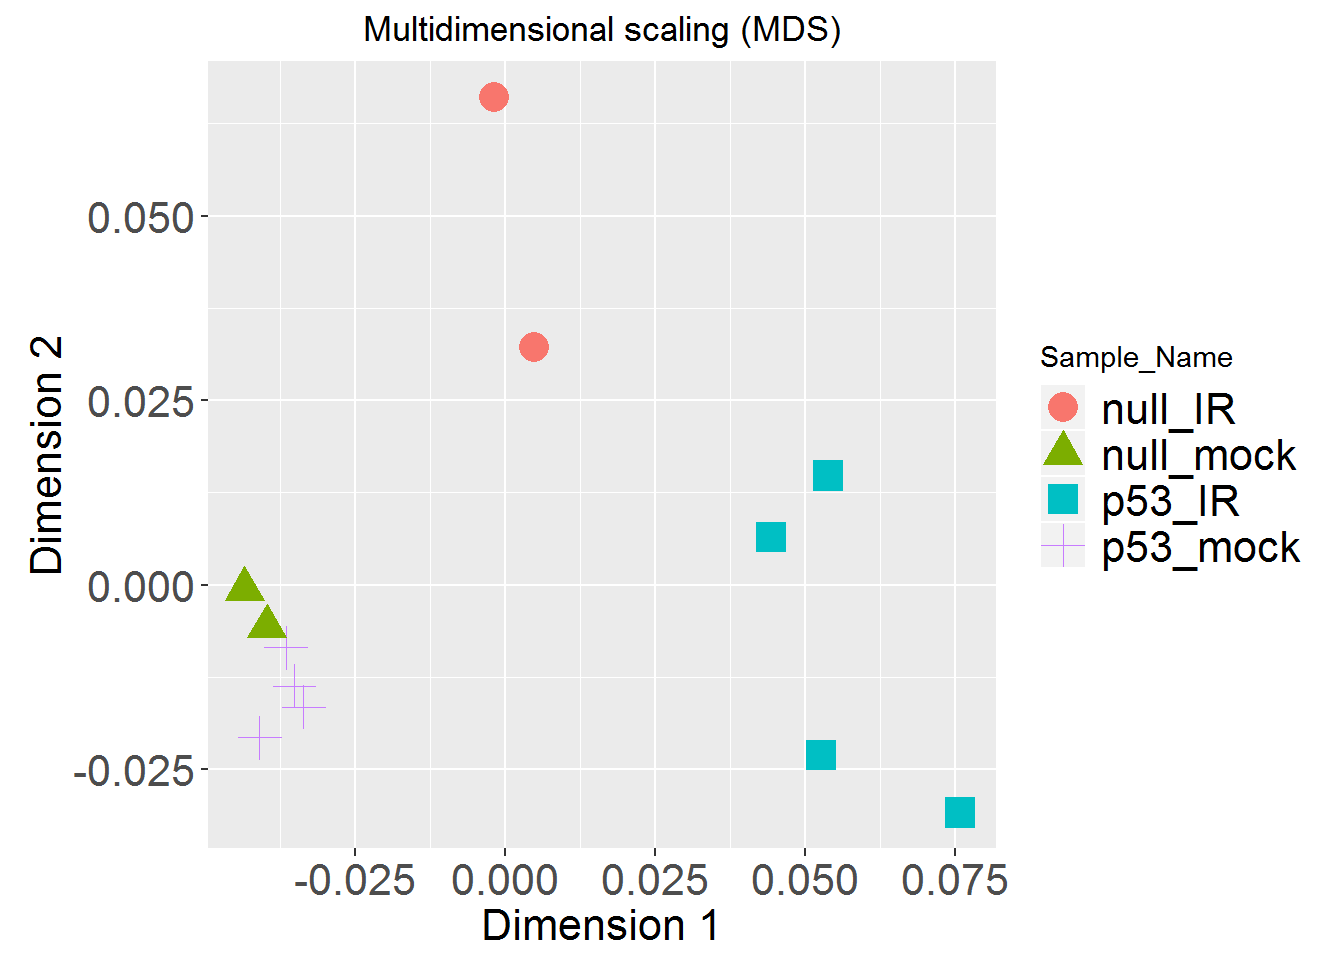 Multidimensional scaling (MDS)
0.050
0.025
0.000
-0.025
Dimension 2
-0.025 0.000 0.025 0.050 0.075
Dimension 1
Sample_Name
null_IR
null_mock
p53_IR
p53_mock